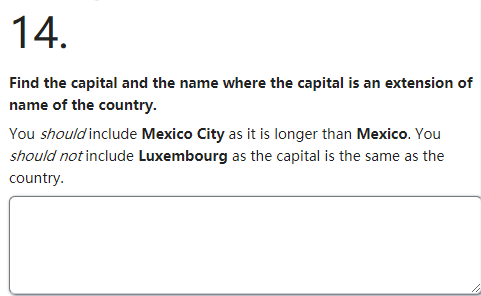 14.
Find the capital and the name where the capital is an extension of
name of the country.
You should include Mexico City as it is longer than Mexico. You
should not include Luxembourg as the capital is the same as the
country.